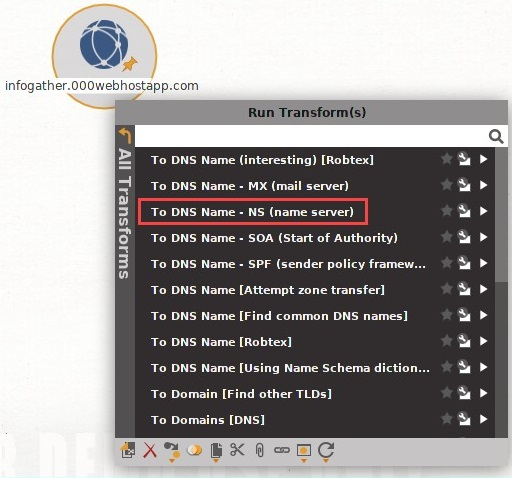 infogather.000webhostapp.com
Run Transform(s)
All Transforms
To DNS Name (interesting) [Robtex]
To DNS Name - MX (mail server)
To DNS Name - NS (name server)
To DNS Name - SOA (Start of Authority)
To DNS Name - SPF (sender policy framew...
To DNS Name [Attempt zone transfer]
To DNS Name [Find common DNS names]
To DNS Name [Robtex]
To DNS Name [Using Name Schema diction...
To Domain [Find other TLDs]
To Domains [DNS]